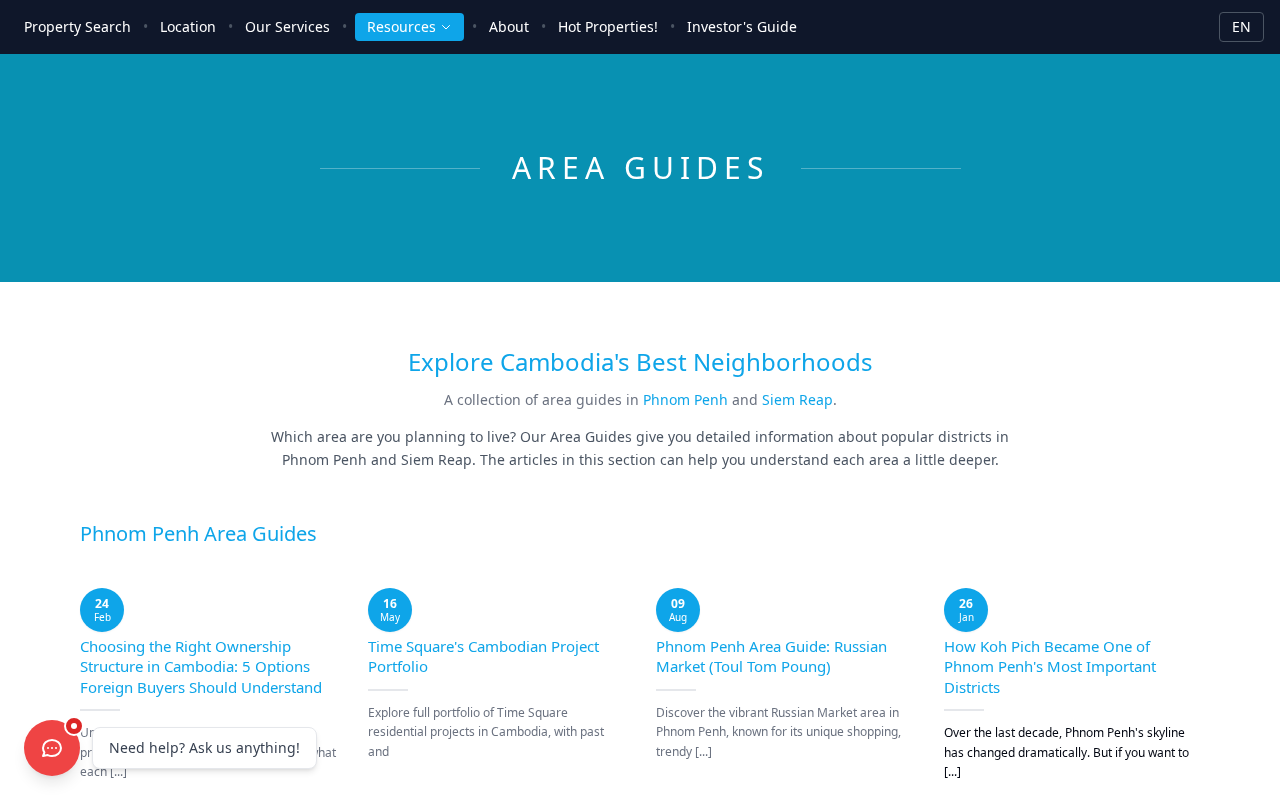 Property Search • Location • Our Services • Resources • About • Hot Properties! • Investor's Guide EN
AREA GUIDES
Explore Cambodia's Best Neighborhoods
A collection of area guides in Phnom Penh and Siem Reap.
Which area are you planning to live? Our Area Guides give you detailed information about popular districts in
Phnom Penh and Siem Reap. The articles in this section can help you understand each area a little deeper.
Phnom Penh Area Guides
24
Feb
Choosing the Right Ownership
Structure in Cambodia: 5 Options
Foreign Buyers Should Understand
each [...]
16
May
Time Square's Cambodian Project
Portfolio
Explore full portfolio of Time Square
residential projects in Cambodia, with past
and
09
Aug
Phnom Penh Area Guide: Russian
Market (Toul Tom Poung)
Discover the vibrant Russian Market area in
Phnom Penh, known for its unique shopping,
trendy [...]
26
Jan
How Koh Pich Became One of
Phnom Penh's Most Important
Districts
Over the last decade, Phnom Penh's skyline
has changed dramatically. But if you want to
[...]
Need help? Ask us anything!